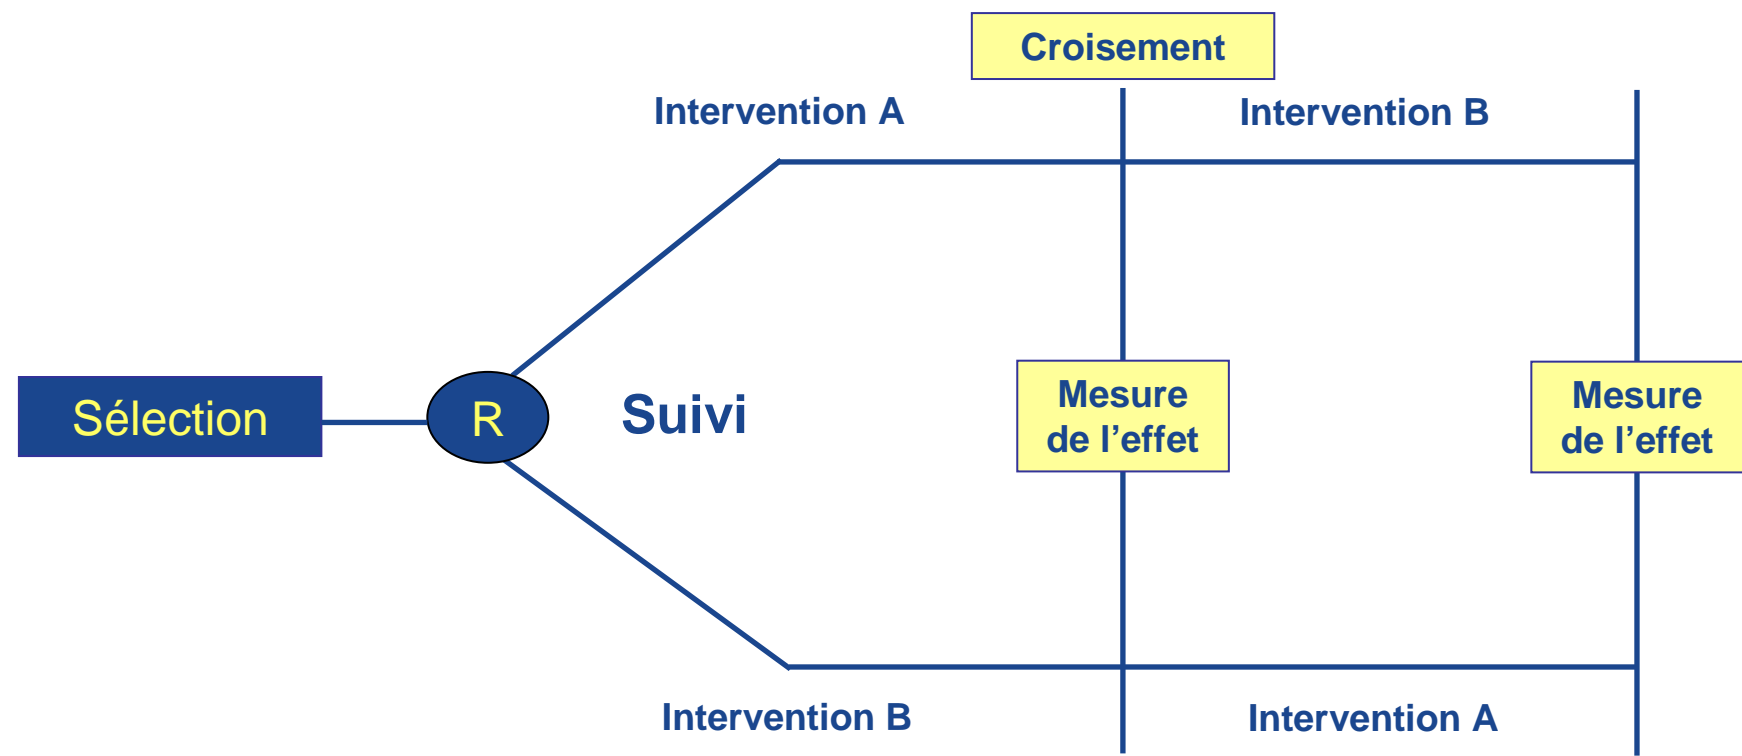 Croisement
Intervention A
Intervention B
Sélection
R
Suivi
Mesure
de l’effet
Mesure
de l’effet
Intervention B
Intervention A